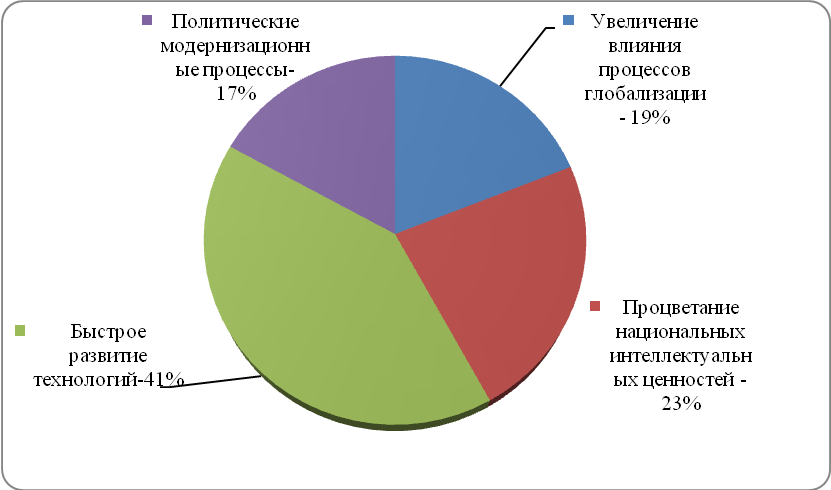 Политические
модернизационн
ые процессы-
17%
Увеличение
влияния
процессов
глобализации
- 19%
Быстрое
развитие
технологий-41%
Процветание
национальных
интеллектуальн
ых ценностей -
23%